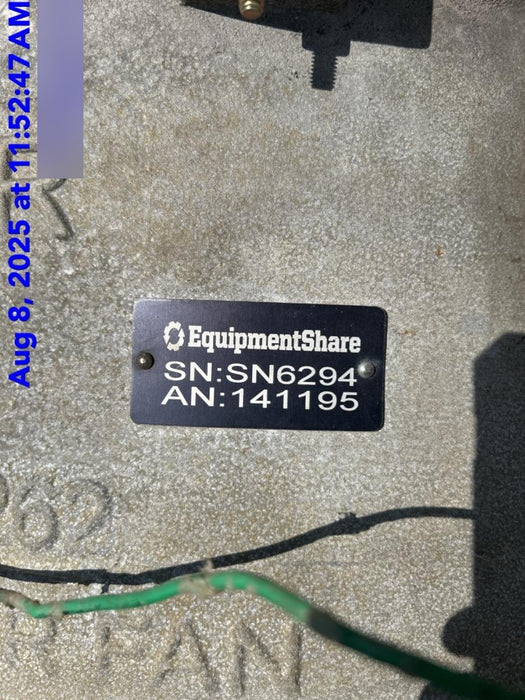 Aug 8, 2025 at 11:52:47 AM
EquipmentShare
SN:SN6294
AN:141195